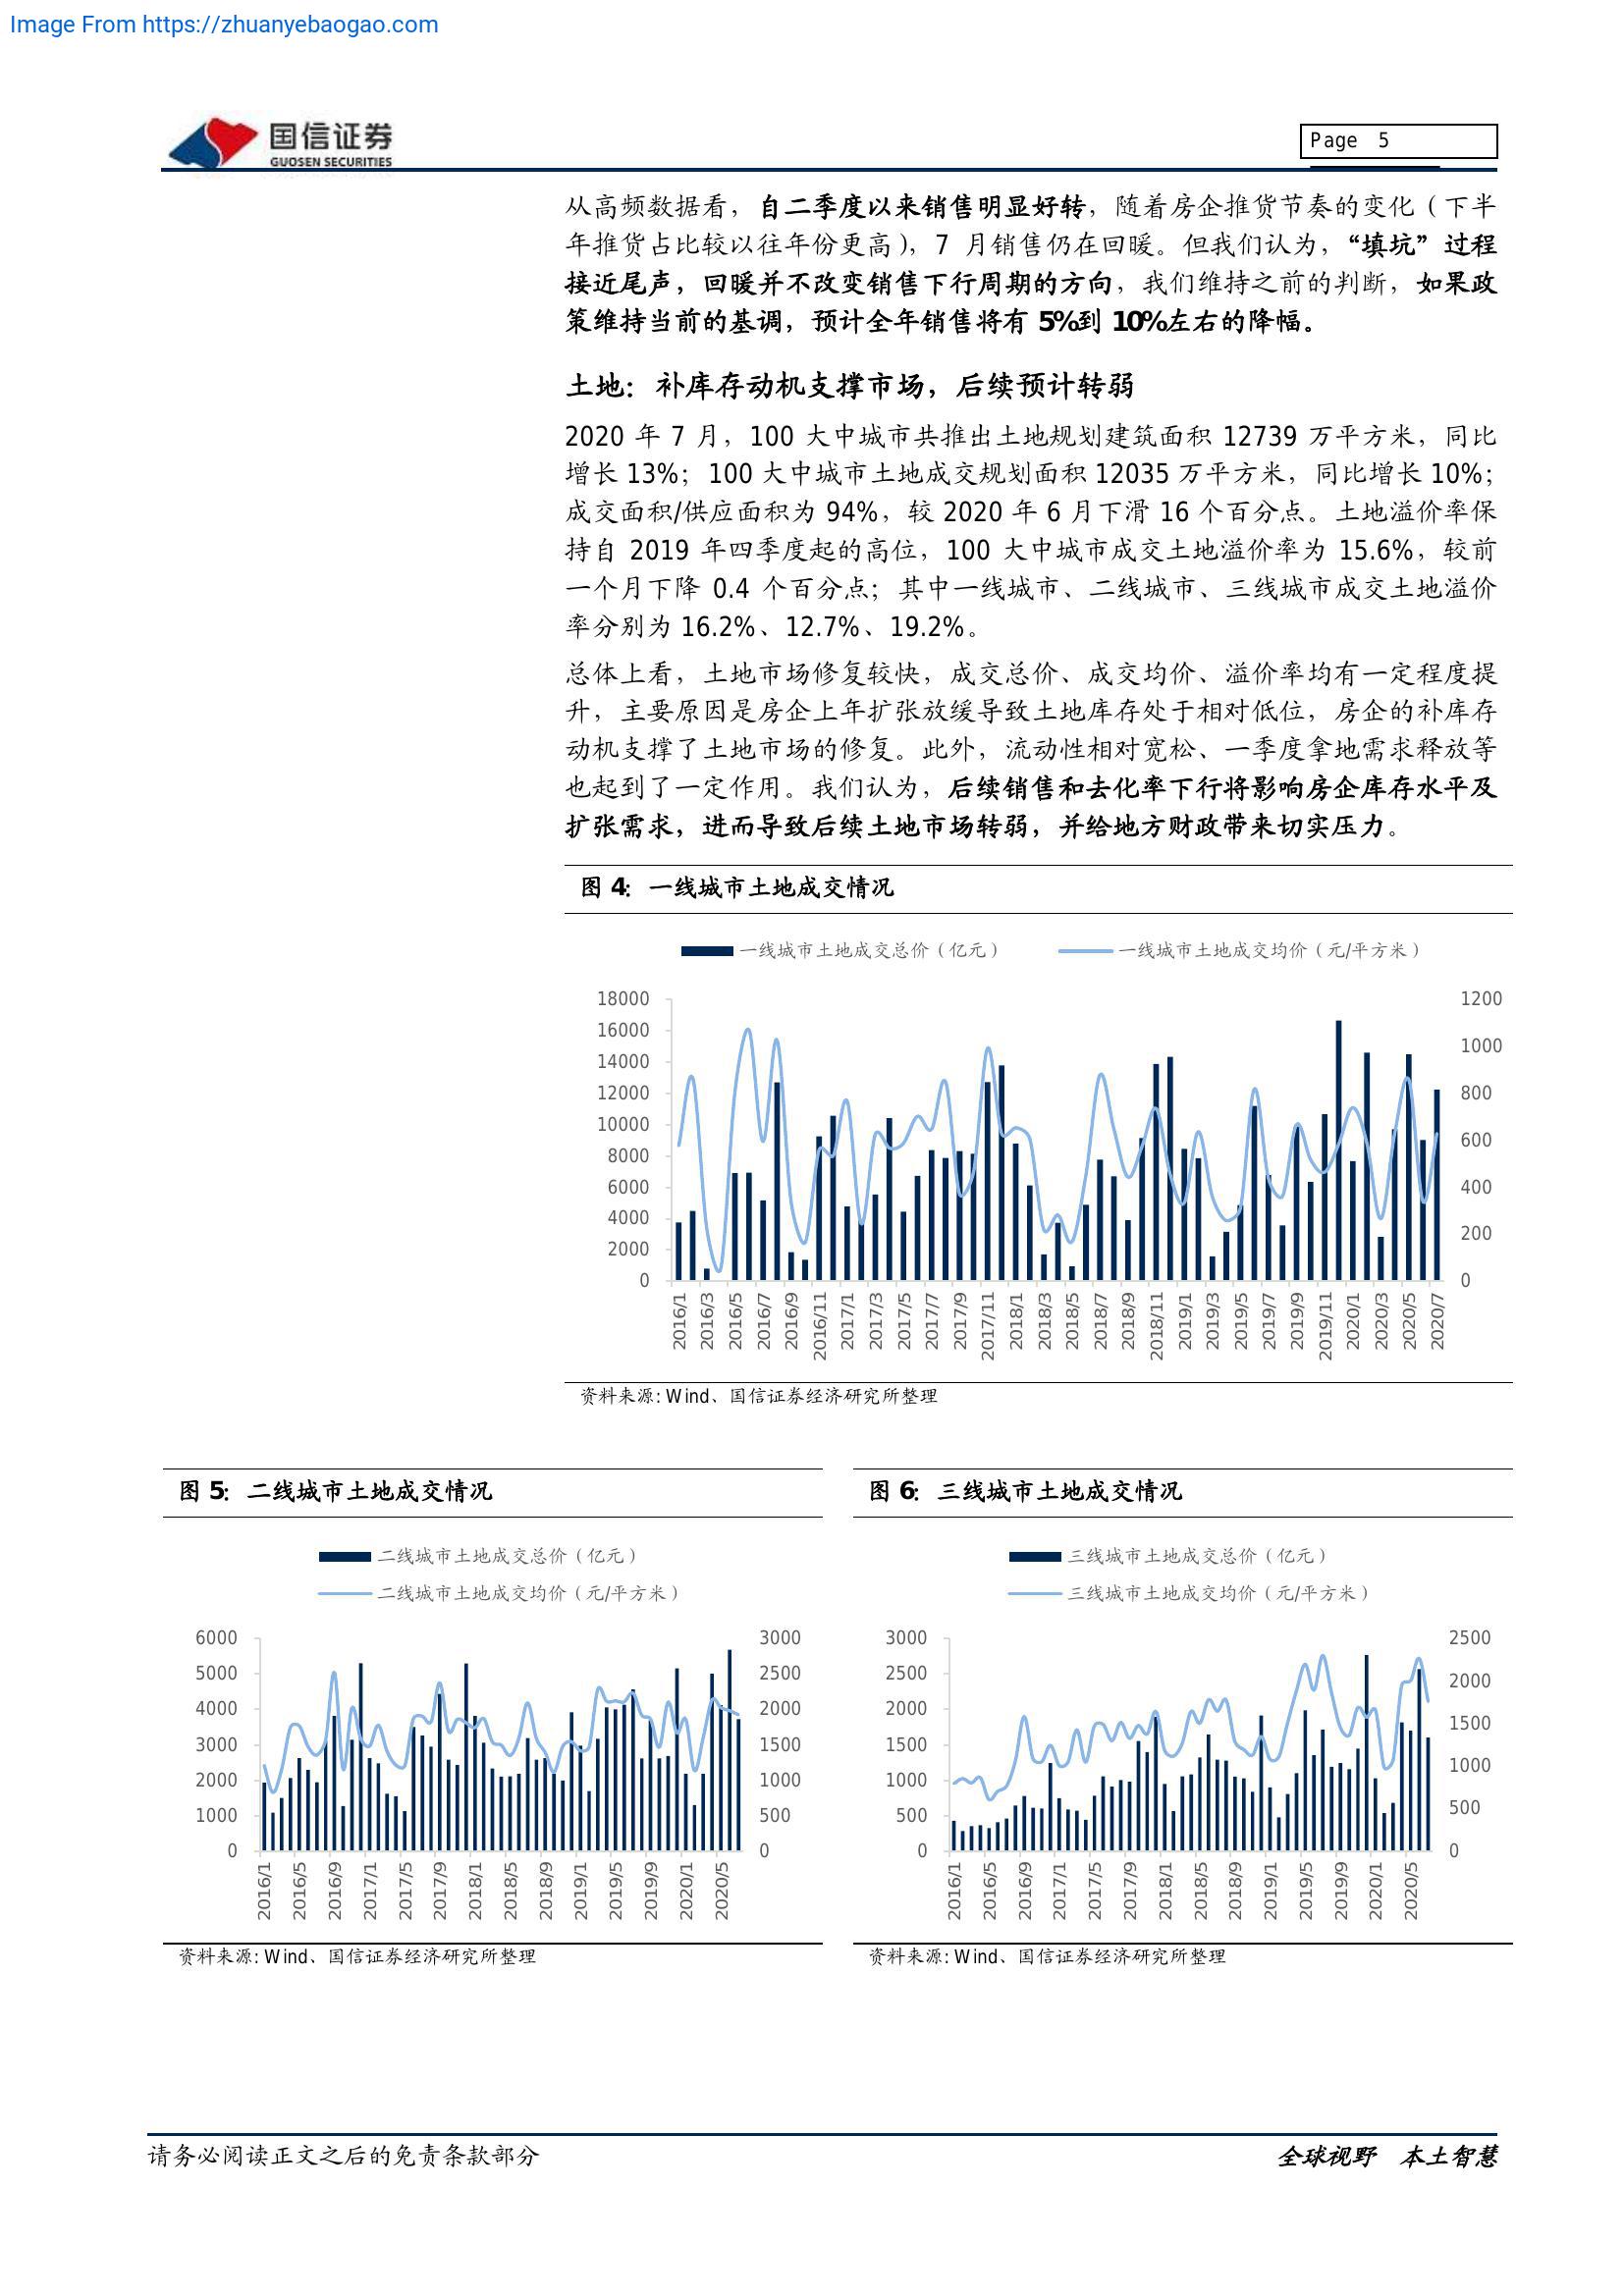 Image From https://zhuanyebaogao.com
国信证券
GUOSEN SECURITIES
Page 5
从高频数据看，自二季度以来销售明显好转，随着房企推货节奏的变化（下半
年推货占比较以往年份更高），7 月销售仍在回暖。但我们认为，“填坑”过程
接近尾声，回暖并不改变销售下行周期的方向，我们维持之前的判断，如果政
策维持当前的基调，预计全年销售将有 5%到 10%左右的降幅。
土地：补库存动机支撑市场，后续预计转弱
2020 年 7 月，100 大中城市共推出土地规划建筑面积 12739 万平方米，同比
增长 13%；100 大中城市土地成交规划面积 12035 万平方米，同比增长 10%；
成交面积/供应面积为 94%，较 2020 年 6 月下滑 16 个百分点。土地溢价率保
持自 2019 年四季度起的高位，100 大中城市成交土地溢价率为 15.6%，较前
一个月下降 0.4 个百分点；其中一线城市、二线城市、三线城市成交土地溢价
率分别为 16.2%、12.7%、19.2%。
总体上看，土地市场修复较快，成交总价、成交均价、溢价率均有一定程度提
升，主要原因是房企上年扩张放缓导致土地库存处于相对低位，房企的补库存
动机支撑了土地市场的修复。此外，流动性相对宽松、一季度拿地需求释放等
也起到了一定作用。我们认为，后续销售和去化率下行将影响房企库存水平及
扩张需求，进而导致后续土地市场转弱，并给地方财政带来切实压力。
图 4：一线城市土地成交情况
一线城市土地成交总价（亿元） 一线城市土地成交均价（元/平方米）
18000 1200
16000
14000 1000
12000 800
10000
8000 600
6000 400
4000
2000 200
0 0
2016/1 2016/3 2016/5 2016/7 2016/9 2016/11 2017/1 2017/3 2017/5 2017/7 2017/9 2017/11 2018/1 2018/3 2018/5 2018/7 2018/9 2018/11 2019/1 2019/3 2019/5 2019/7 2019/9 2019/11 2020/1 2020/3 2020/5 2020/7
资料来源: Wind、国信证券经济研究所整理
图 5：二线城市土地成交情况
二线城市土地成交总价（亿元）
二线城市土地成交均价（元/平方米）
6000 3000
5000 2500
4000 2000
3000 1500
2000 1000
1000 500
0 0
2016/1 2016/5 2016/9 2017/1 2017/5 2017/9 2018/1 2018/5 2018/9 2019/1 2019/5 2019/9 2020/1 2020/5
资料来源: Wind、国信证券经济研究所整理
图 6：三线城市土地成交情况
三线城市土地成交总价（亿元）
三线城市土地成交均价（元/平方米）
3000 2500
2500 2000
2000 1500
1500
1000 1000
500 500
0 0
2016/1 2016/5 2016/9 2017/1 2017/5 2017/9 2018/1 2018/5 2018/9 2019/1 2019/5 2019/9 2020/1 2020/5
资料来源: Wind、国信证券经济研究所整理
请务必阅读正文之后的免责条款部分
全球视野 本土智慧